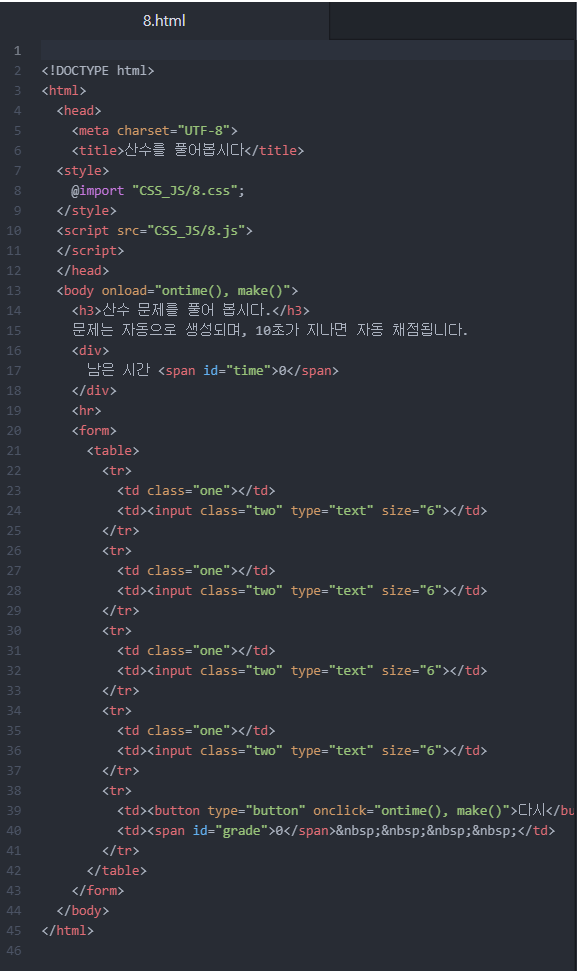 8.html
1
2 <!DOCTYPE html>
3 <html>
4   <head>
5     <meta charset="UTF-8">
6     <title>산수를 풀어봅시다</title>
7   <style>
8     @import "CSS_JS/8.css";
9   </style>
10   <script src="CSS_JS/8.js">
11   </script>
12   </head>
13   <body onload="ontime(), make()">
14     <h3>산수 문제를 풀어 봅시다.</h3>
15     문제는 자동으로 생성되며, 10초가 지나면 자동 채점됩니다.
16     <div>
17       남은 시간 <span id="time">0</span>
18     </div>
19     <hr>
20     <form>
21       <table>
22         <tr>
23           <td class="one"></td>
24           <td><input class="two" type="text" size="6"></td>
25         </tr>
26         <tr>
27           <td class="one"></td>
28           <td><input class="two" type="text" size="6"></td>
29         </tr>
30         <tr>
31           <td class="one"></td>
32           <td><input class="two" type="text" size="6"></td>
33         </tr>
34         <tr>
35           <td class="one"></td>
36           <td><input class="two" type="text" size="6"></td>
37         </tr>
38         <tr>
39           <td><button type="button" onclick="ontime(), make()">다시</bu
40           <td><span id="grade">0</span>&nbsp;&nbsp;&nbsp;&nbsp;</td>
41         </tr>
42       </table>
43     </form>
44   </body>
45 </html>
46